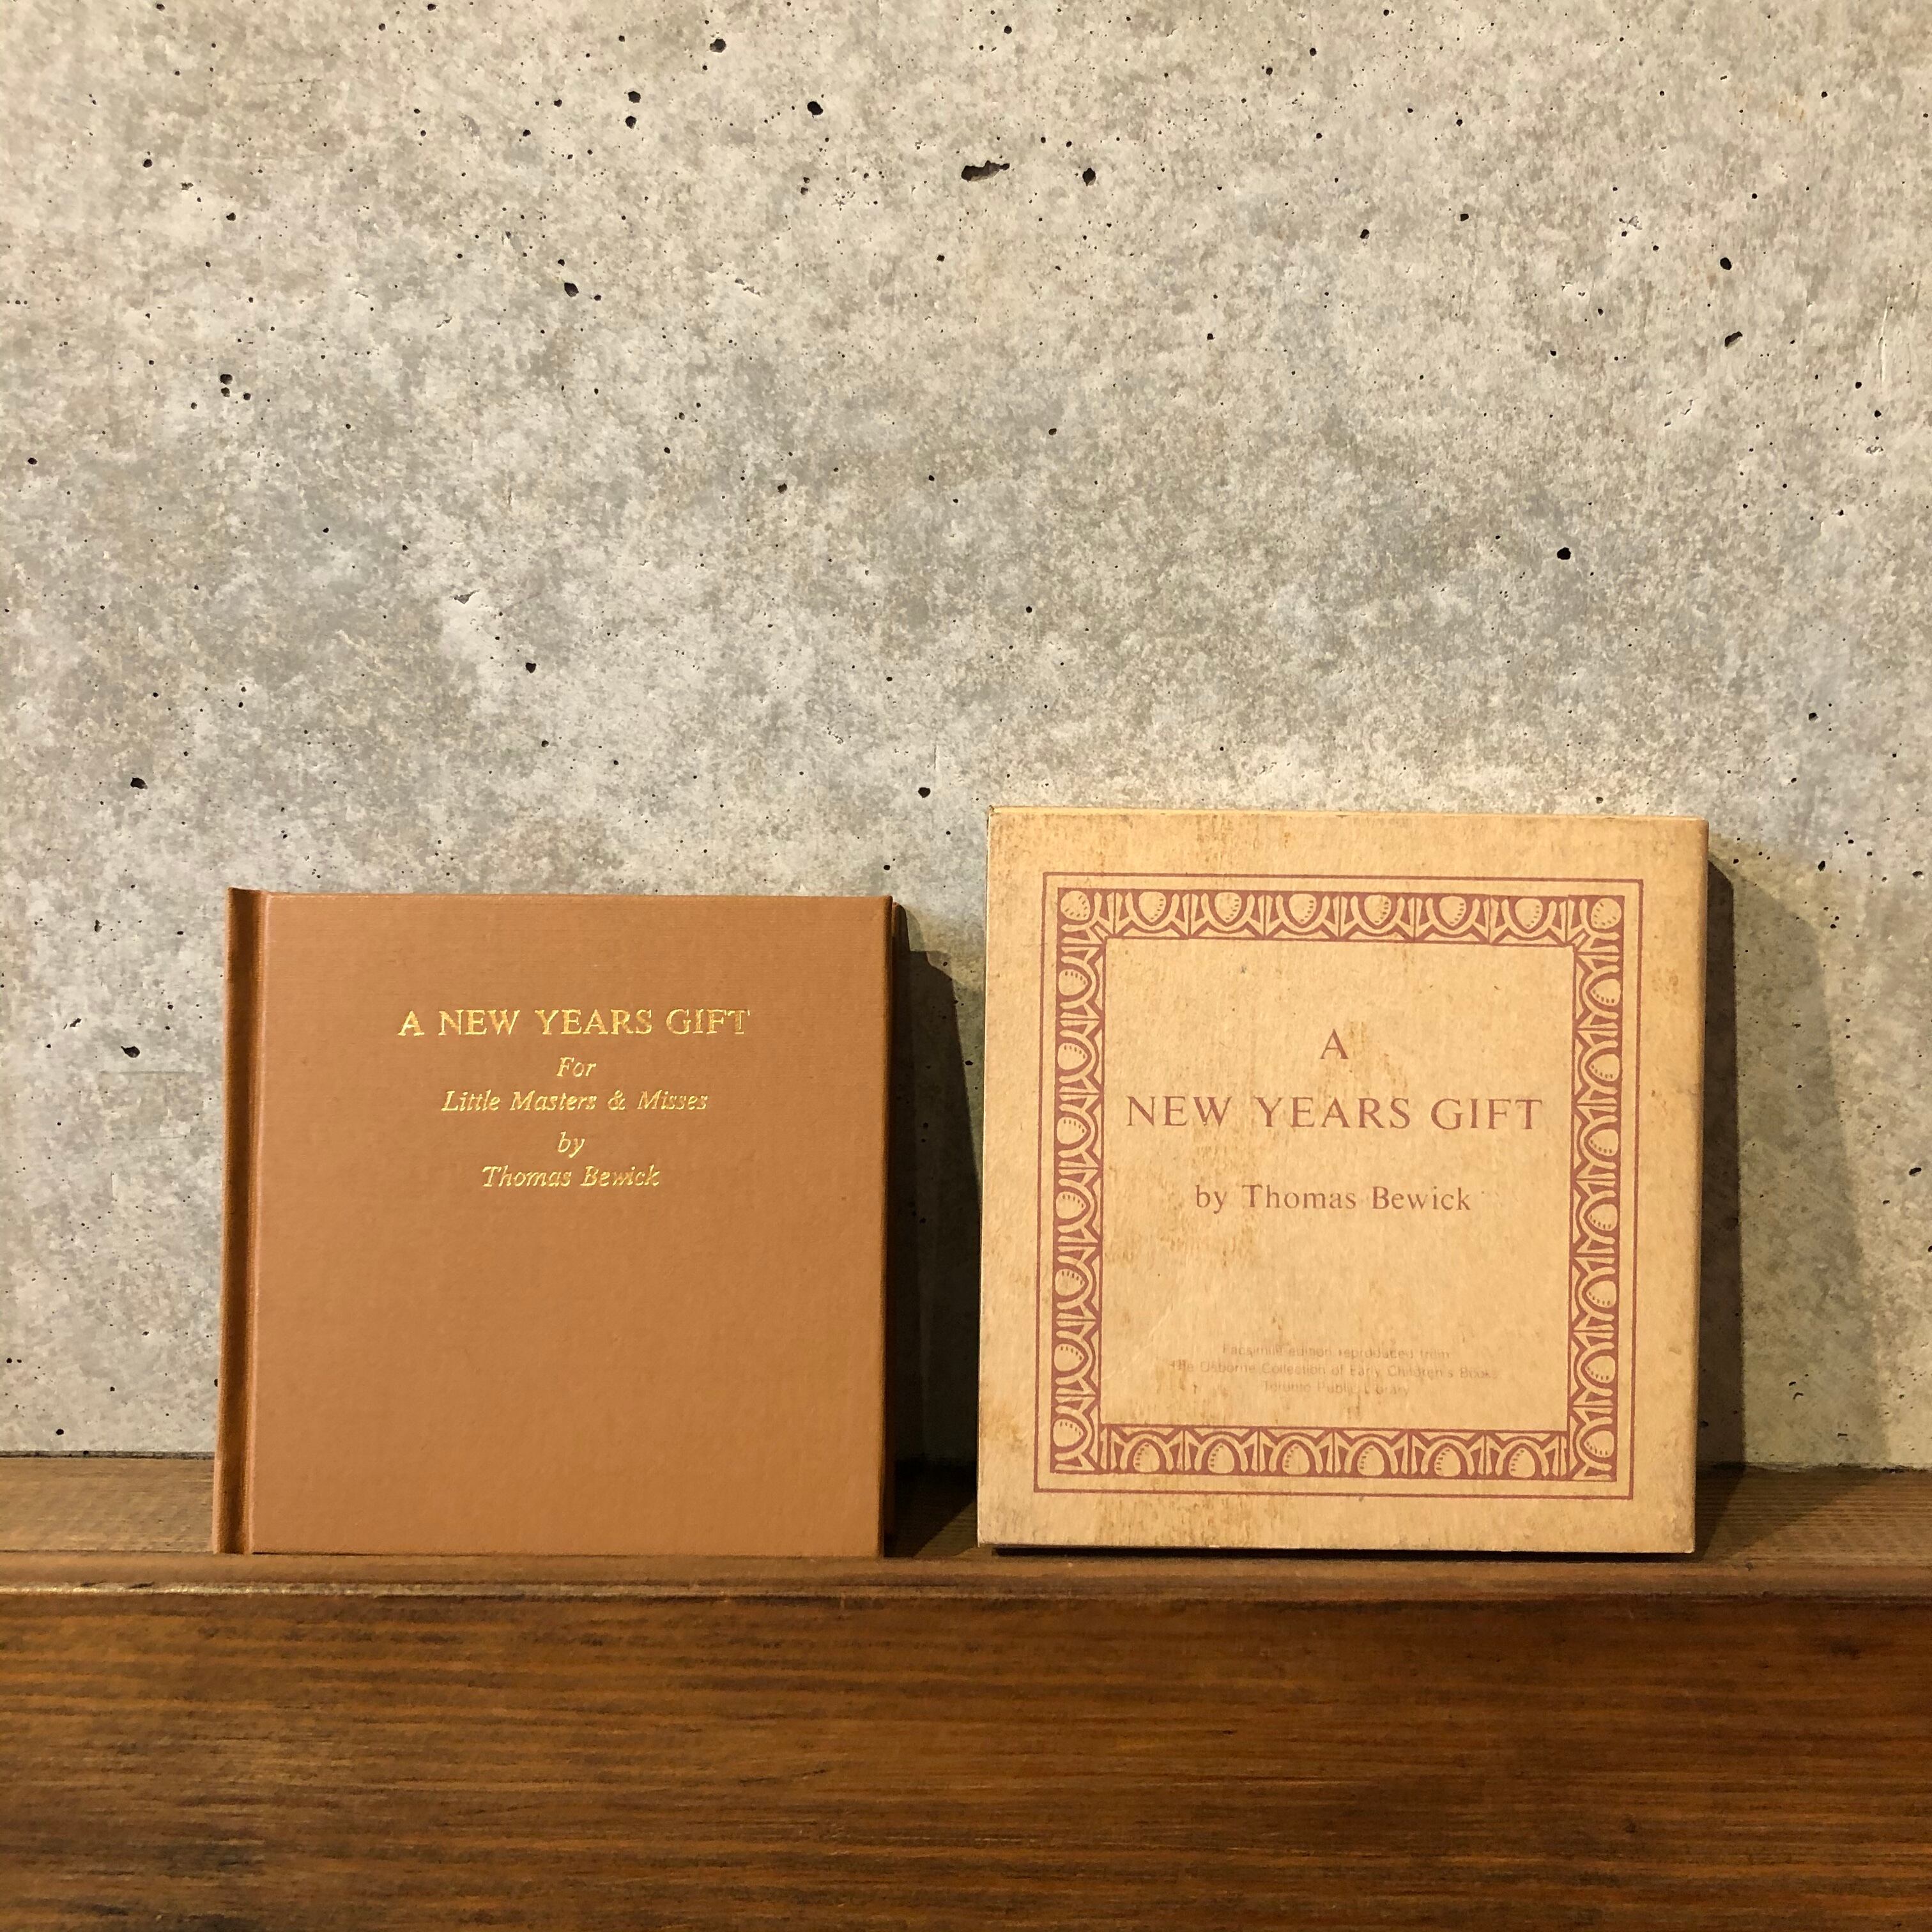 A NEW YEARS GIFT
For
Little Masters & Misses
by
Thomas Bewick
A
NEW YEARS GIFT
by Thomas Bewick
Facsimile edition reproduced from
The Osborne Collection of Early Children's Books
Toronto Public Library